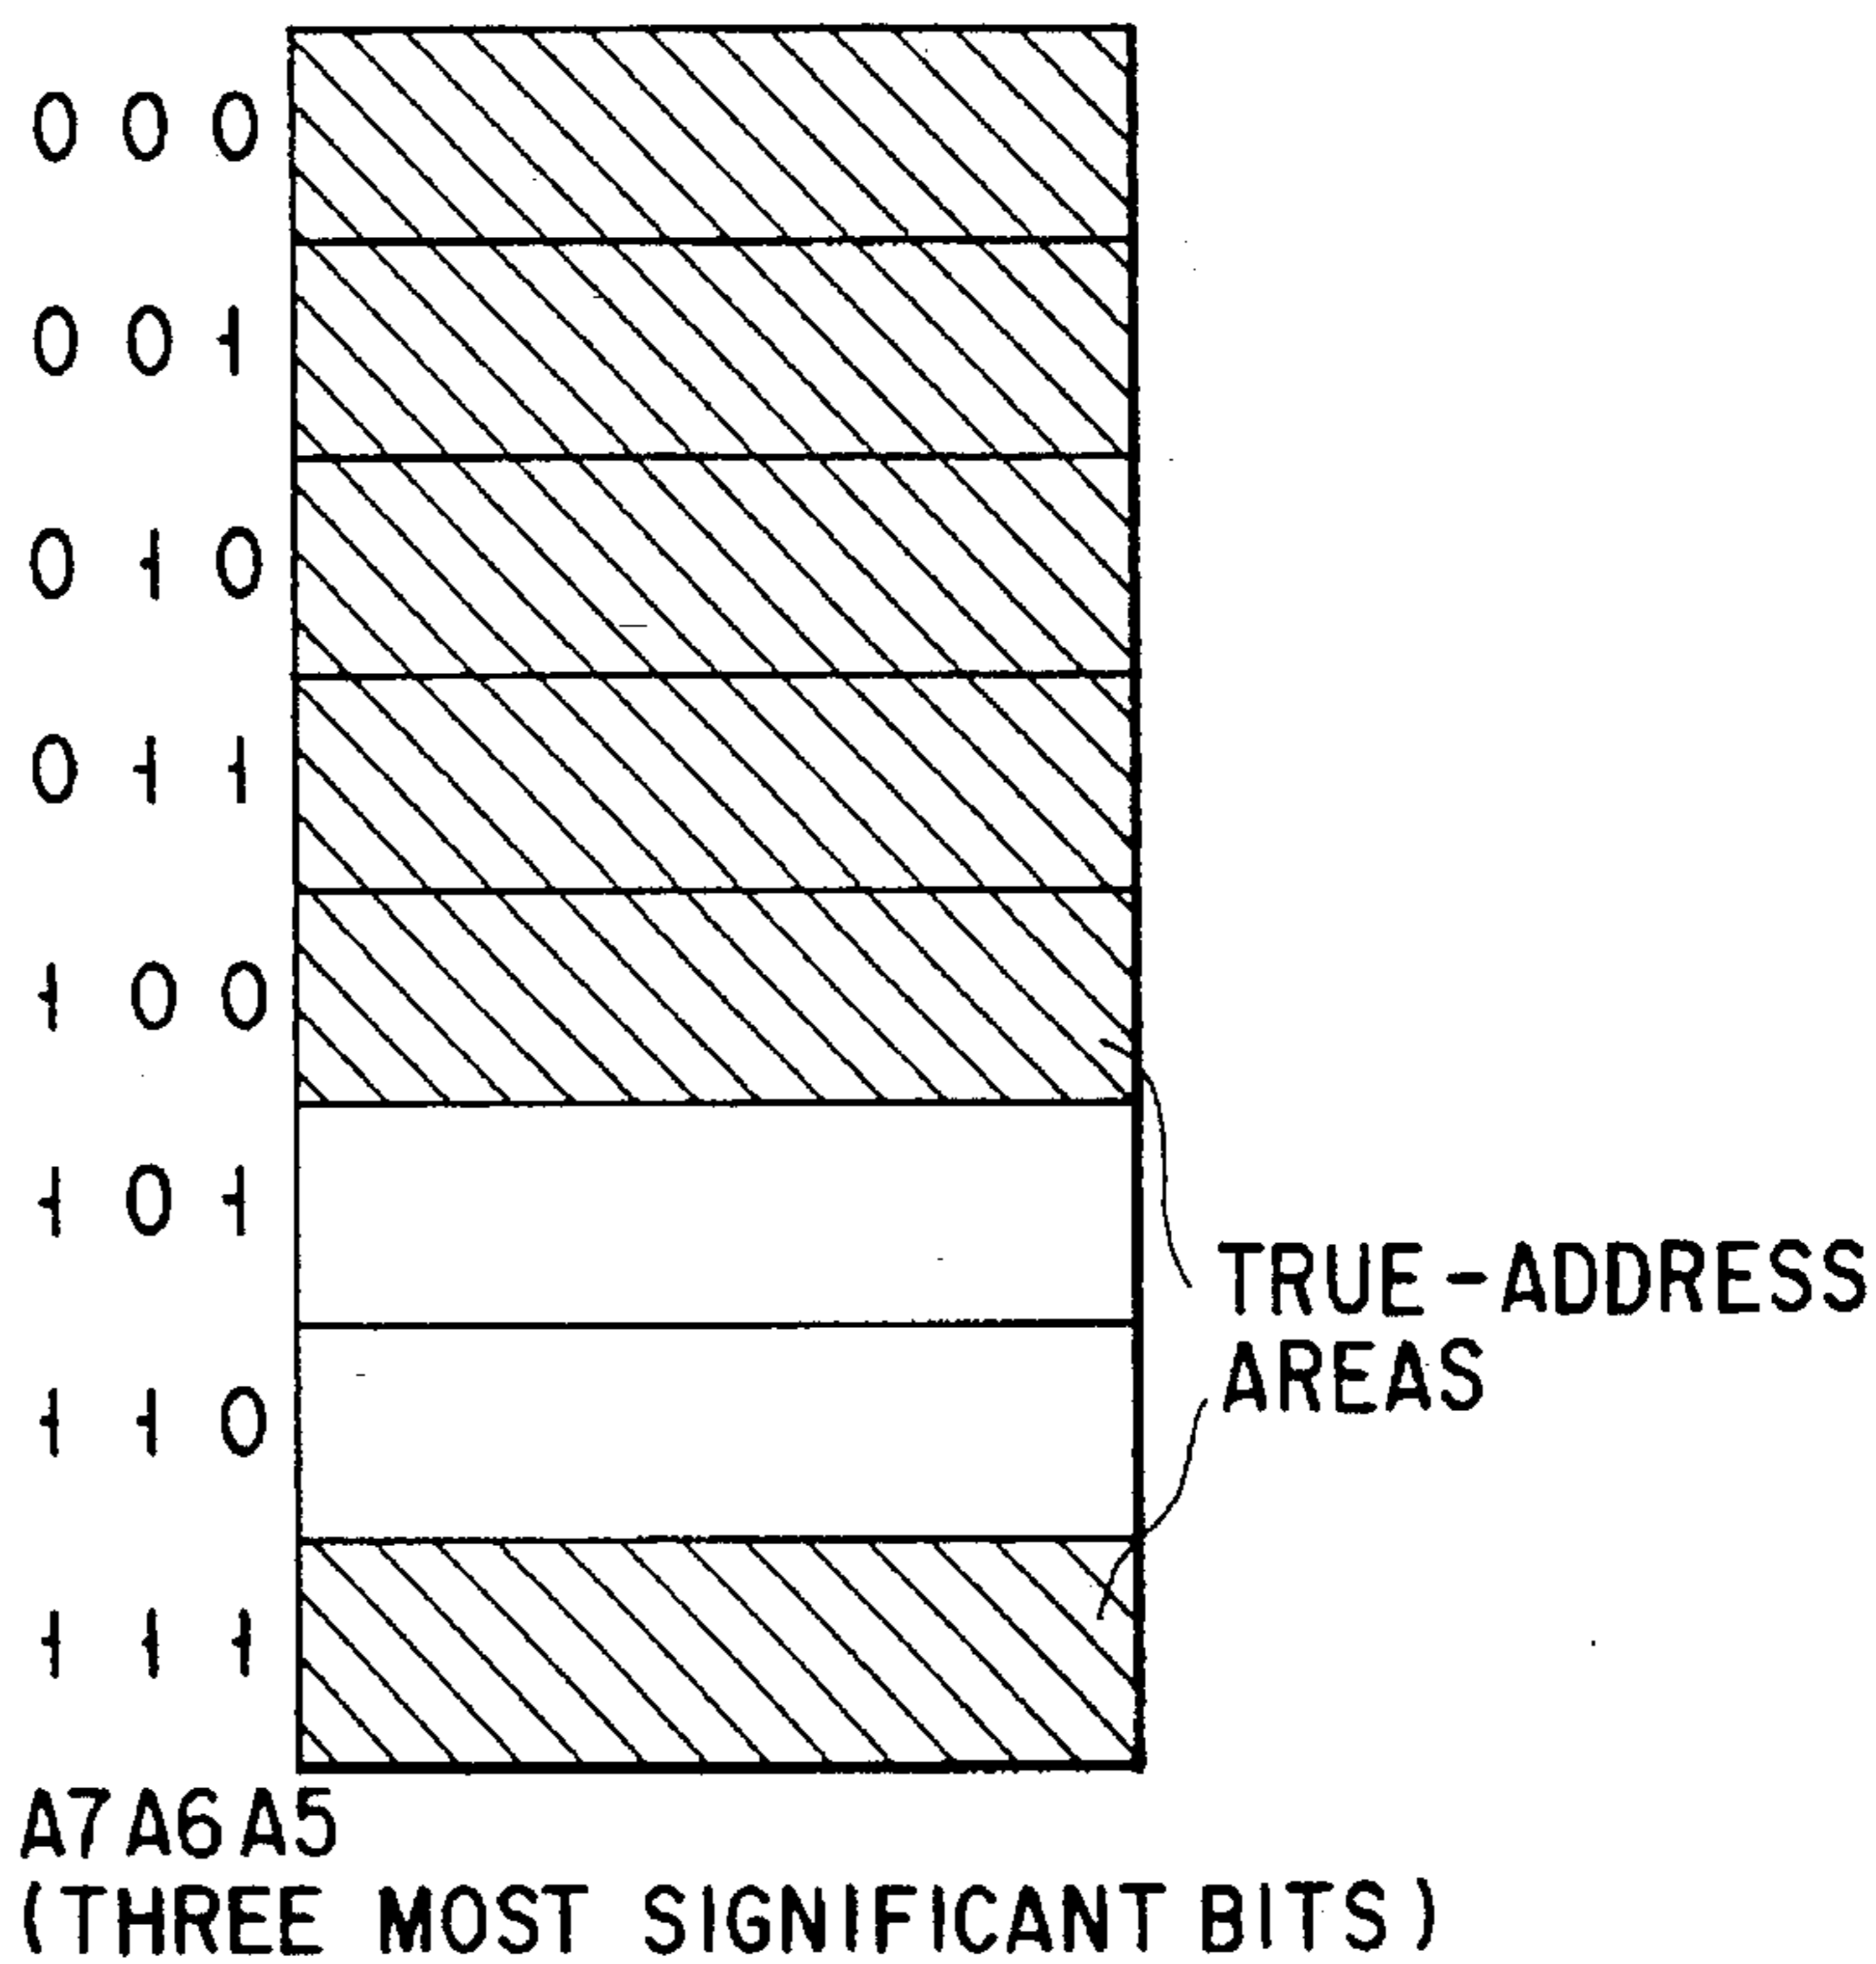 0 0 0
0 0 1
0 1 0
0 1 1
1 0 0
1 0 1
1 1 0
1 1 1
TRUE-ADDRESS
AREAS
A7 A6 A5
(THREE MOST SIGNIFICANT BITS)